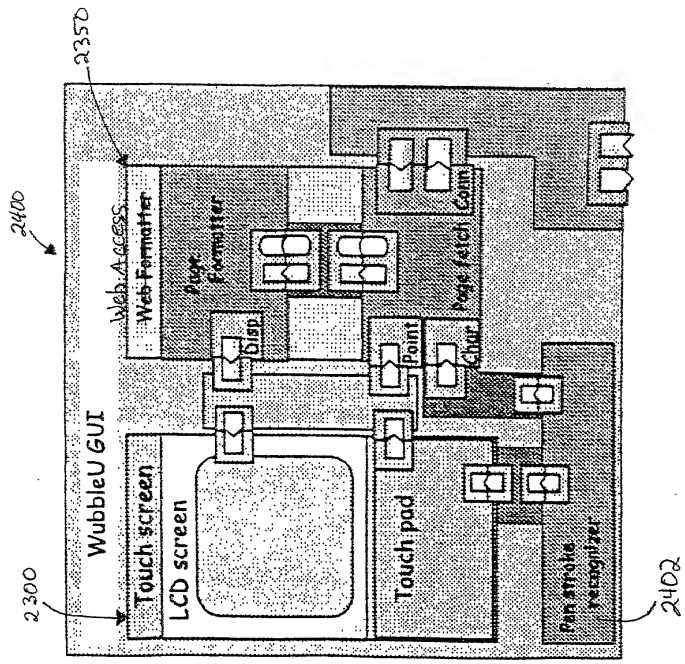 2400
2350
2300
WubbleU GUI
Web Access
Web Formatter
Touch screen
LCD screen
Page
Formatter
Disp
Touch pad
Point
Char
Page fetch
Comm
Pen stroke
recognizer
2402